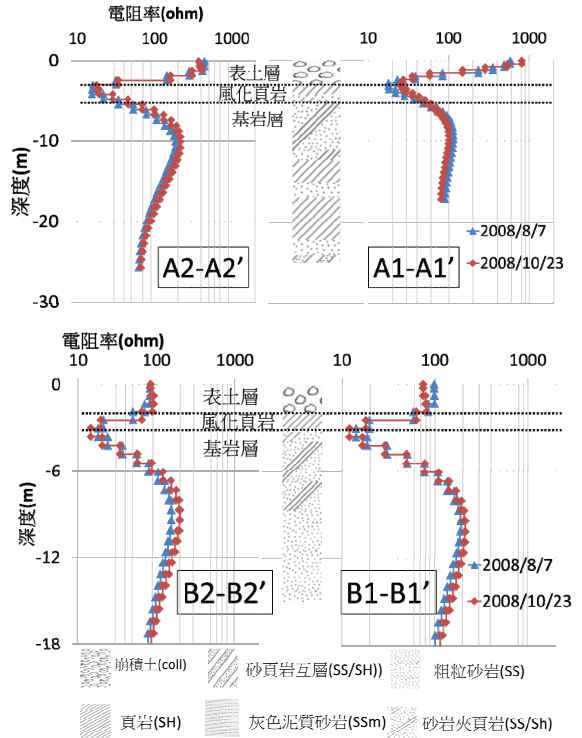 電阻率(ohm)
10 100 1000
10 100 1000
0
-10
-20
-30
深度(m)
表土層
風化頁岩
基岩層
2008/8/7
2008/10/23
A2-A2’
A1-A1’
電阻率(ohm)
10 100 1000
10 100 1000
0
-6
-12
-18
深度(m)
表土層
風化頁岩
基岩層
2008/8/7
2008/10/23
B2-B2’
B1-B1’
崩積土(coll)
砂頁岩互層(SS/SH))
粗粒砂岩(SS)
頁岩(SH)
灰色泥質砂岩(SSm)
砂岩夾頁岩(SS/Sh)